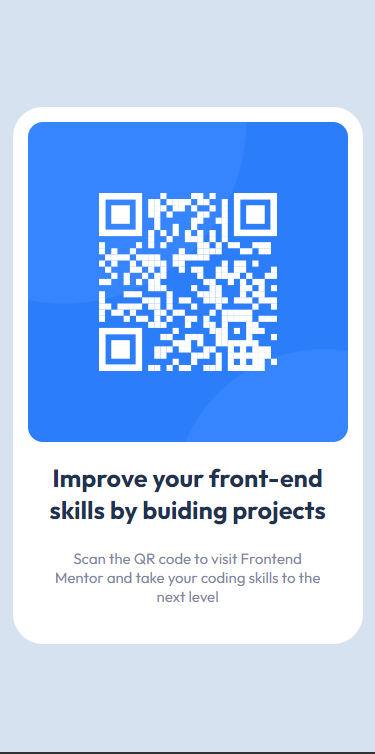 Improve your front-end
skills by buiding projects
Scan the QR code to visit Frontend
Mentor and take your coding skills to the
next level